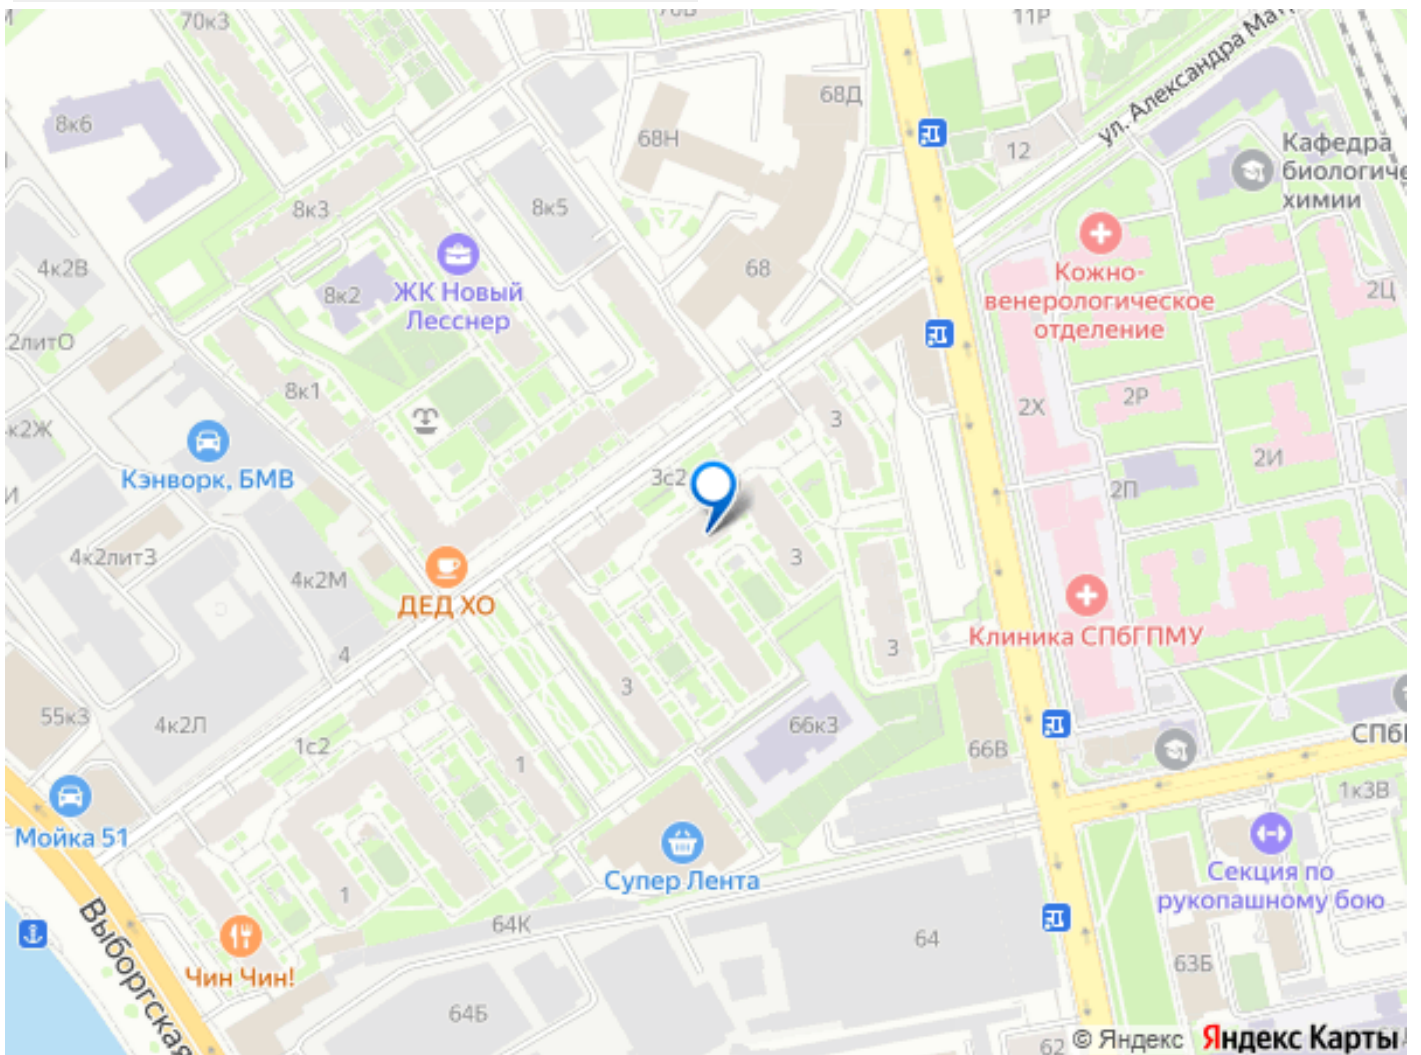 70к3
11Р
68Д
ул. Александра Мат
8к6
68Н
12
Кафедра
биологиче
химии
8к3
8к5
Кожно-
венерологическое
отделение
4к2В
8к2
ЖК Новый
Лесснер
68
2Ц
2литО
8к1
3
2Х
2Р
к2Ж
Кэнворк, БМВ
3с2
2И
2П
4к2лит3
4к2М
ДЕД ХО
3
Клиника СПбГПМУ
4
3
3
55к3
4к2Л
1с2
66к3
66В
СПб
1
1к3В
Мойка 51
Супер Лента
Секция по
рукопашному бою
1
64К
64
Выборгская
Чин Чин!
63Б
64Б
62
© Яндекс
Яндекс Карты